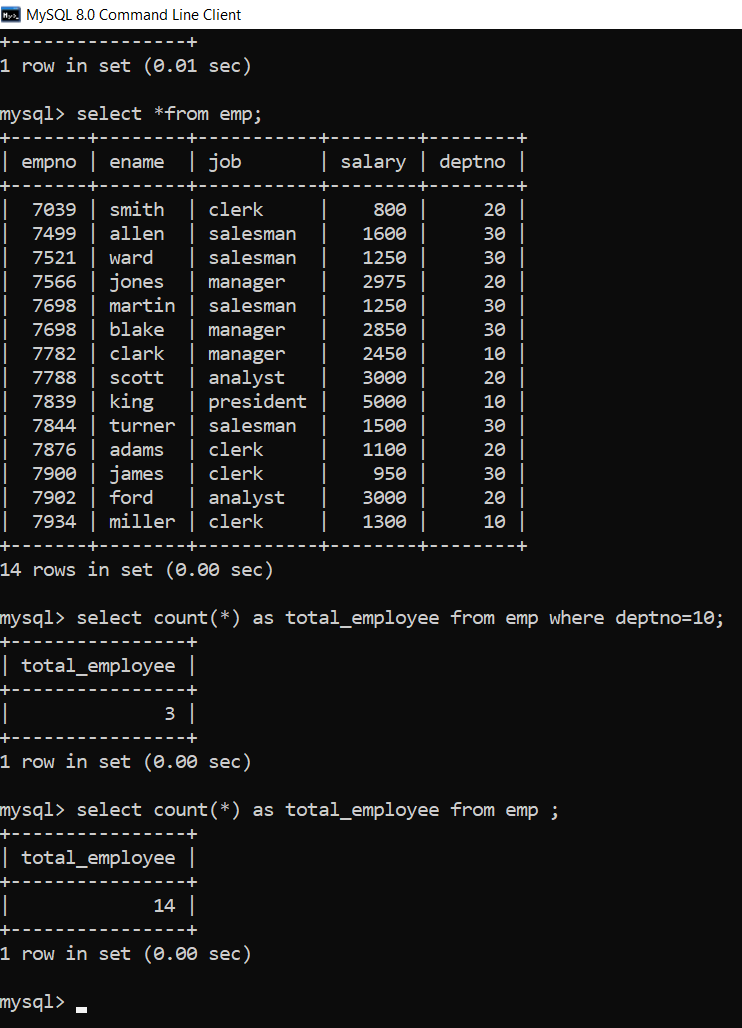 MySQL 8.0 Command Line Client
+----------------+
1 row in set (0.01 sec)
mysql> select *from emp;
+-------+--------+-----------+--------+--------+
| empno | ename  | job       | salary | deptno |
+-------+--------+-----------+--------+--------+
|  7039 | smith  | clerk     |    800 |     20 |
|  7499 | allen  | salesman  |   1600 |     30 |
|  7521 | ward   | salesman  |   1250 |     30 |
|  7566 | jones  | manager   |   2975 |     20 |
|  7698 | martin | salesman  |   1250 |     30 |
|  7698 | blake  | manager   |   2850 |     30 |
|  7782 | clark  | manager   |   2450 |     10 |
|  7788 | scott  | analyst   |   3000 |     20 |
|  7839 | king   | president |   5000 |     10 |
|  7844 | turner | salesman  |   1500 |     30 |
|  7876 | adams  | clerk     |   1100 |     20 |
|  7900 | james  | clerk     |    950 |     30 |
|  7902 | ford   | analyst   |   3000 |     20 |
|  7934 | miller | clerk     |   1300 |     10 |
+-------+--------+-----------+--------+--------+
14 rows in set (0.00 sec)
mysql> select count(*) as total_employee from emp where deptno=10;
+----------------+
| total_employee |
+----------------+
|              3 |
+----------------+
1 row in set (0.00 sec)
mysql> select count(*) as total_employee from emp ;
+----------------+
| total_employee |
+----------------+
|             14 |
+----------------+
1 row in set (0.00 sec)
mysql>